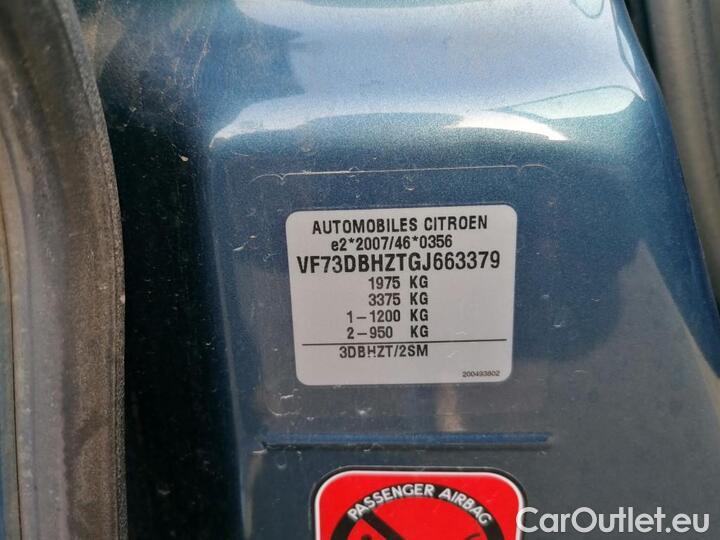 AUTOMOBILES CITROEN
e2*2007/46*0356
VF73DBHZTGJ663379
1975 KG
3375 KG
1-1200 KG
2-950 KG
3DBHZT/2SM
200493802
PASSENGER AIRBAG
CarOutlet.eu